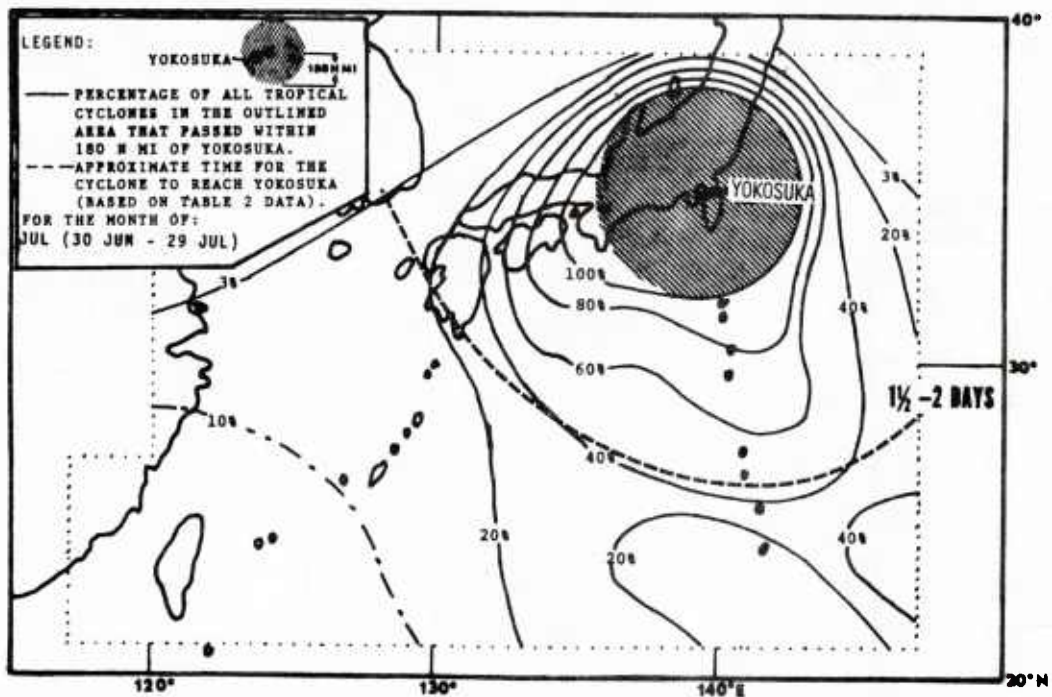 LEGEND:
YOKOSUKA
180 N MI
PERCENTAGE OF ALL TROPICAL
CYCLONES IN THE OUTLINED
AREA THAT PASSED WITHIN
180 N MI OF YOKOSUKA.
APPROXIMATE TIME FOR THE
CYCLONE TO REACH YOKOSUKA
(BASED ON TABLE 2 DATA).
FOR THE MONTH OF:
JUL (30 JUN - 29 JUL)
40°
YOKOSUKA
3%
20%
3%
100%
80%
40%
60%
30°
1½ -2 DAYS
10%
40%
20%
20%
40%
120°
130°
140°E
20°N